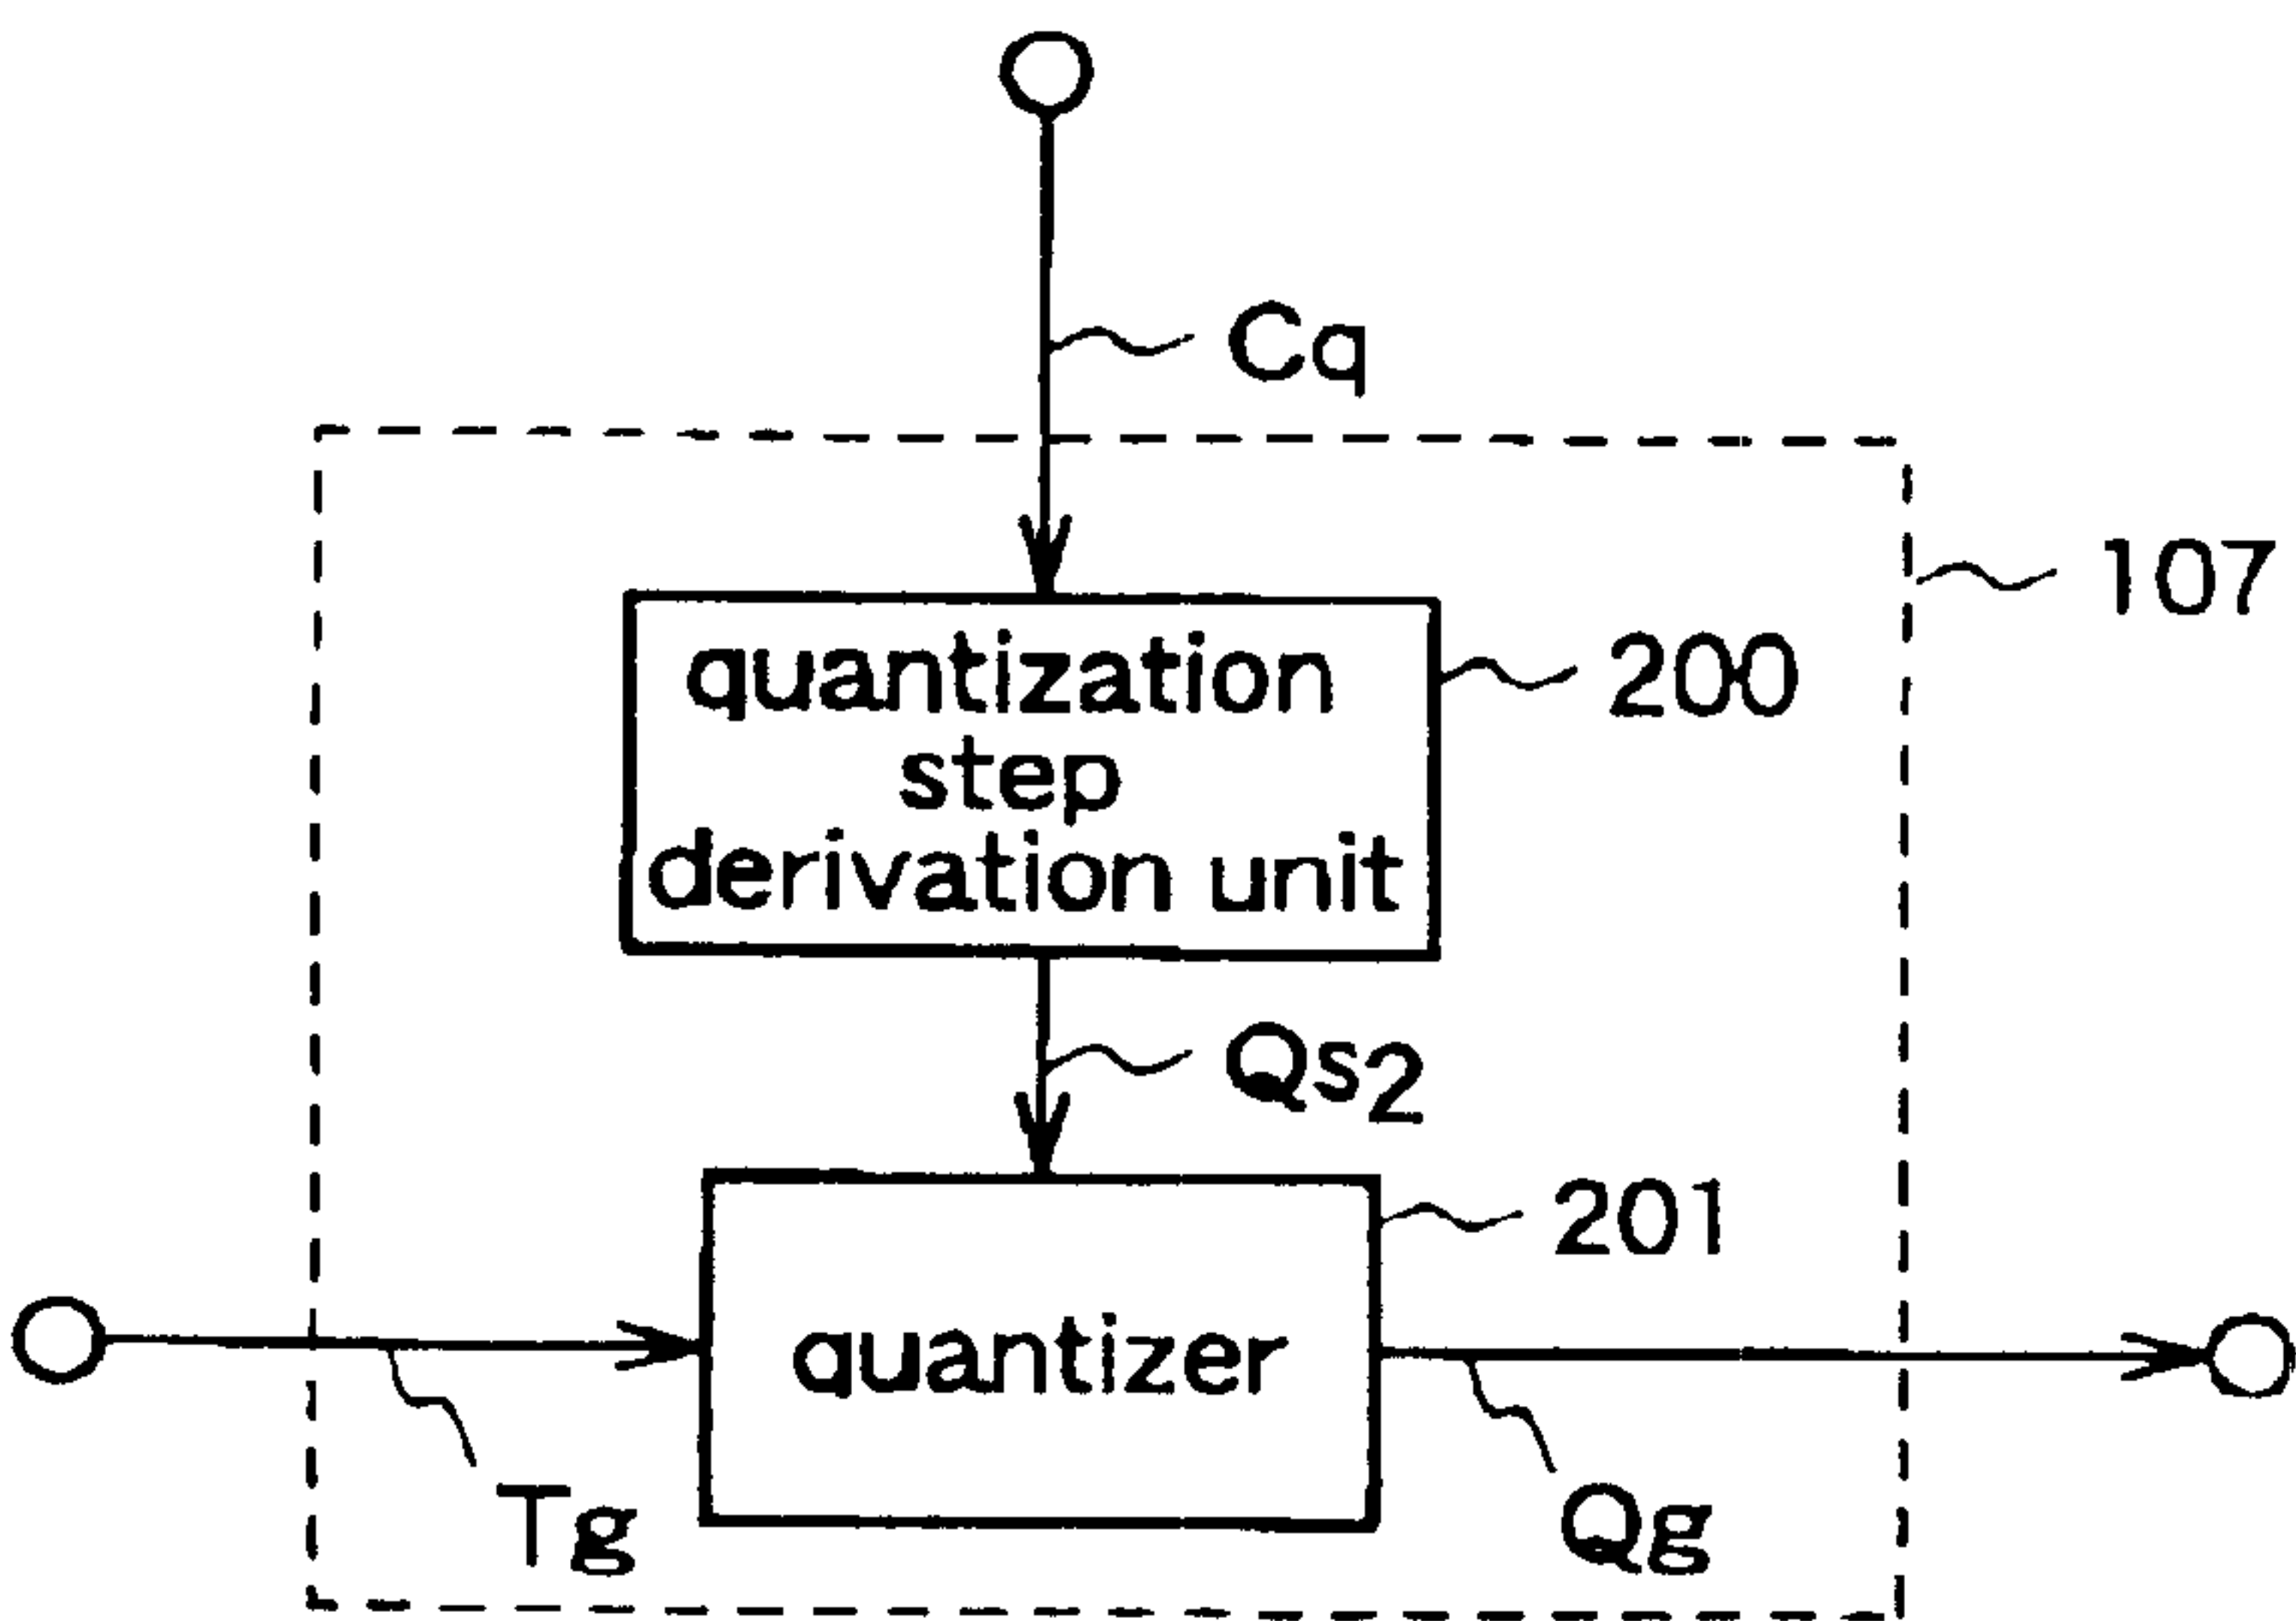 Cq
107
quantization
step
derivation unit
200
Qs2
201
quantizer
Tg
Qg